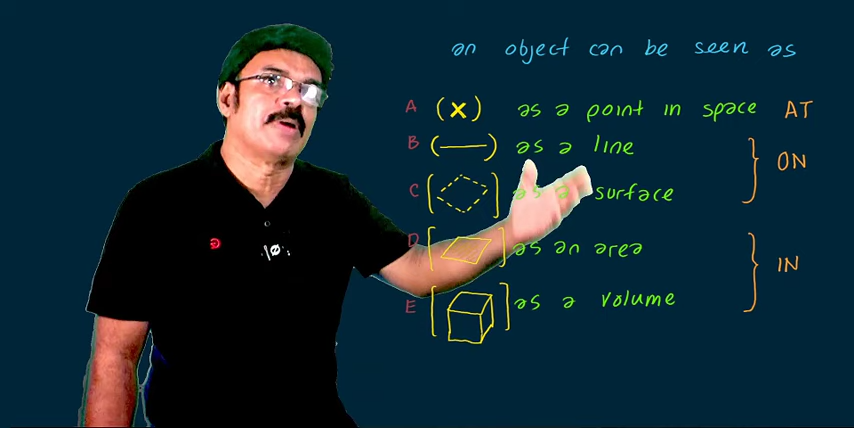 an object can be seen as
A (x) as a point in space AT
B (—) as a line
ON
C [ ] as a surface
D [ ] as an area
IN
E [ ] as a volume